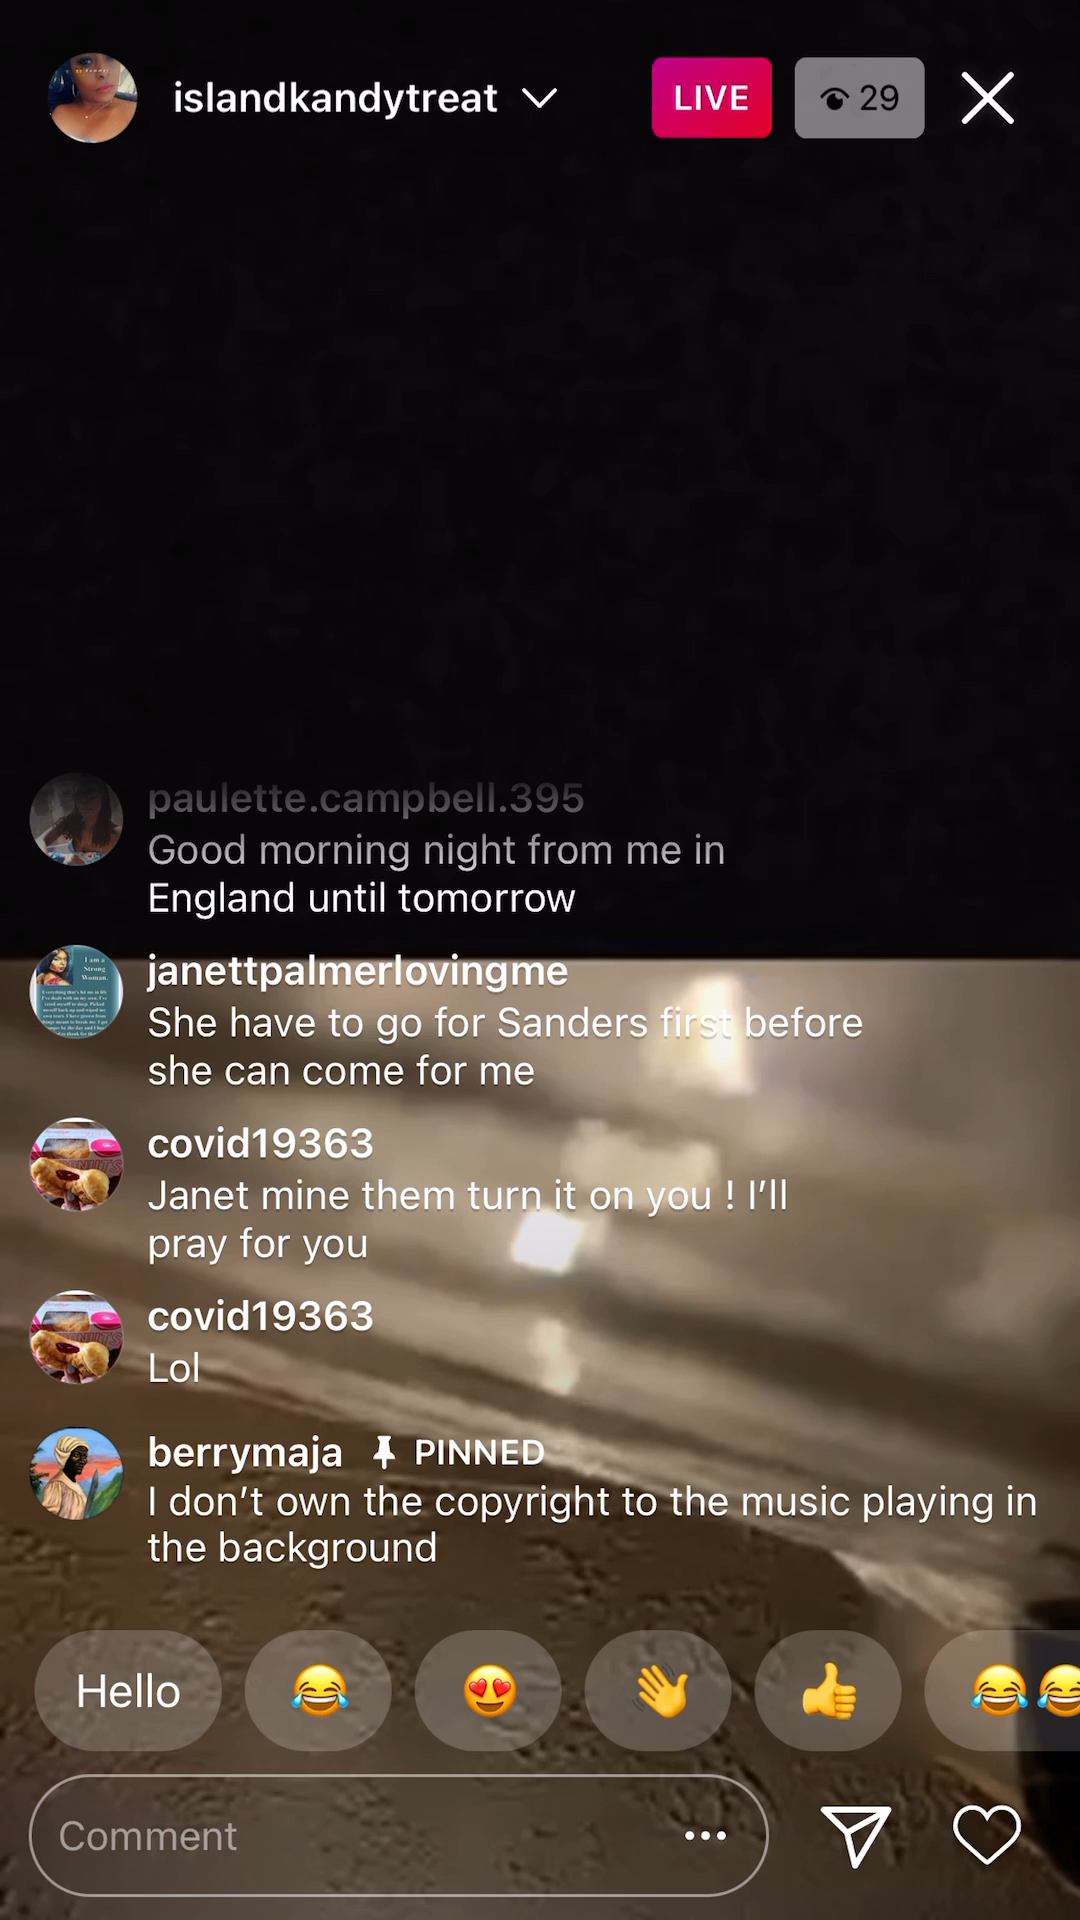 islandkandytreat
LIVE
29
paulette.campbell.395
Good morning night from me in
England until tomorrow
janettpalmerlovingme
She have to go for Sanders first before
she can come for me
covid19363
Janet mine them turn it on you ! I’ll
pray for you
covid19363
Lol
berrymaja PINNED
I don’t own the copyright to the music playing in
the background
Hello 😂 😍 👋 👍 😂😂
Comment
I am a
Strong
Woman.